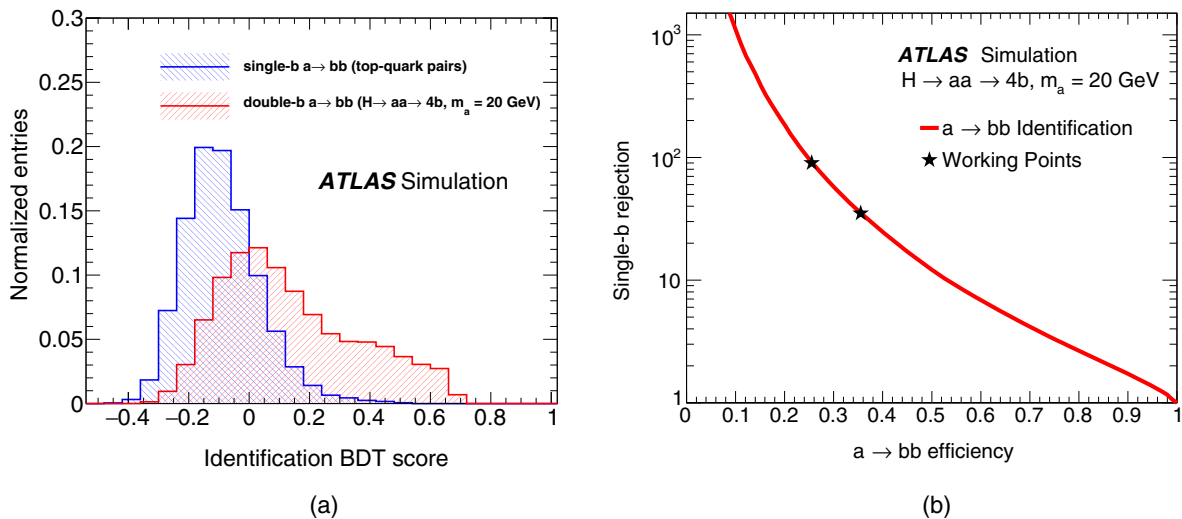 Normalized entries
0.3
0.25
0.2
0.15
0.1
0.05
0
single-b a→ bb (top-quark pairs)
double-b a→ bb (H→ aa→ 4b, mₐ = 20 GeV)
ATLAS Simulation
−0.4 −0.2 0 0.2 0.4 0.6 0.8 1
Identification BDT score
(a)
Single-b rejection
10³
10²
10
1
ATLAS Simulation
H → aa → 4b, mₐ = 20 GeV
a → bb Identification
Working Points
0 0.1 0.2 0.3 0.4 0.5 0.6 0.7 0.8 0.9 1
a → bb efficiency
(b)